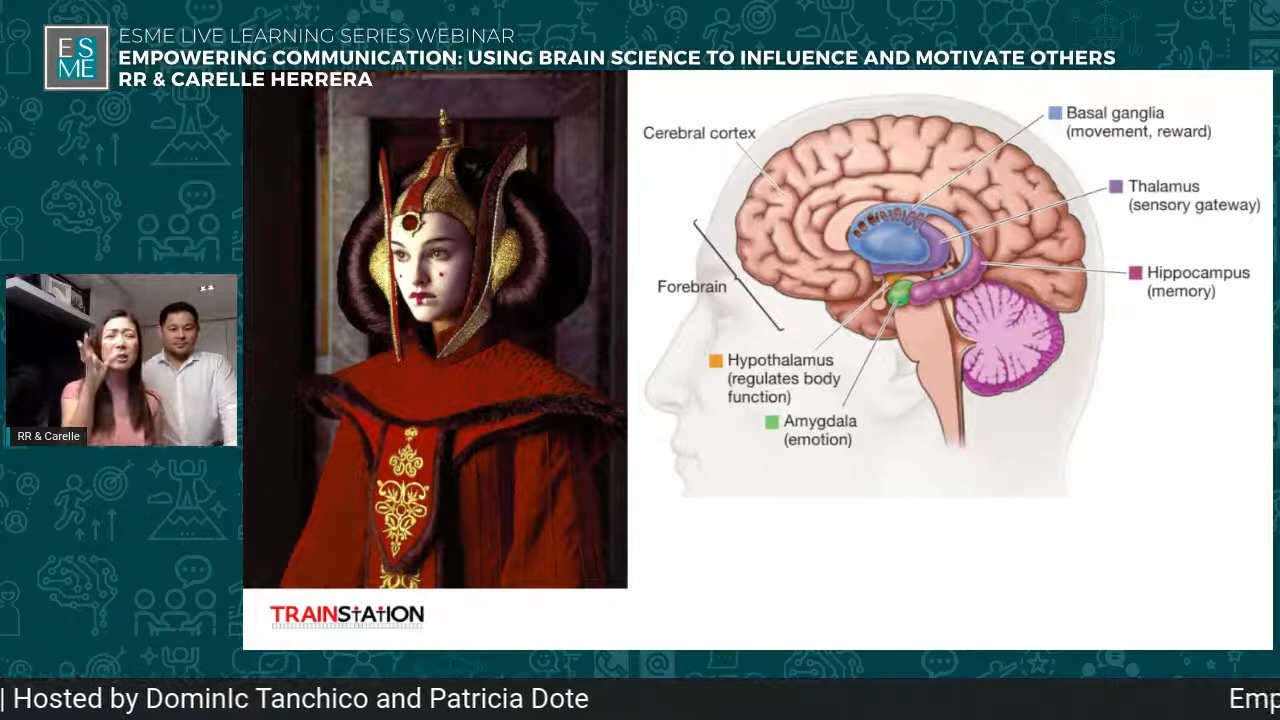 ES
ME
ESME LIVE LEARNING SERIES WEBINAR
EMPOWERING COMMUNICATION: USING BRAIN SCIENCE TO INFLUENCE AND MOTIVATE OTHERS
RR & CARELLE HERRERA
Cerebral cortex
Basal ganglia
(movement, reward)
Thalamus
(sensory gateway)
Forebrain
Hippocampus
(memory)
Hypothalamus
(regulates body
function)
Amygdala
(emotion)
RR & Carelle
TRAINSTATION
| Hosted by DominIc Tanchico and Patricia Dote
Emp